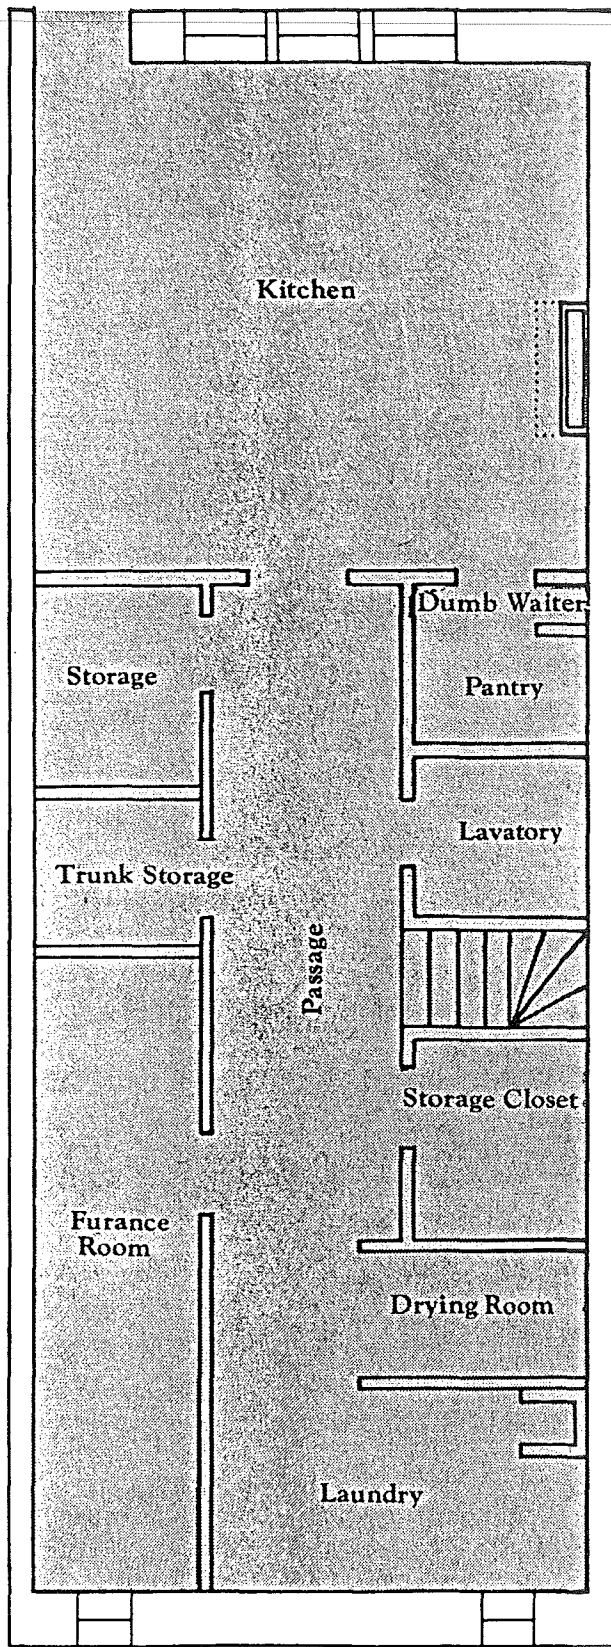 Kitchen
Dumb Waiter
Storage
Pantry
Lavatory
Trunk Storage
Passage
Storage Closet
Furance
Room
Drying Room
Laundry